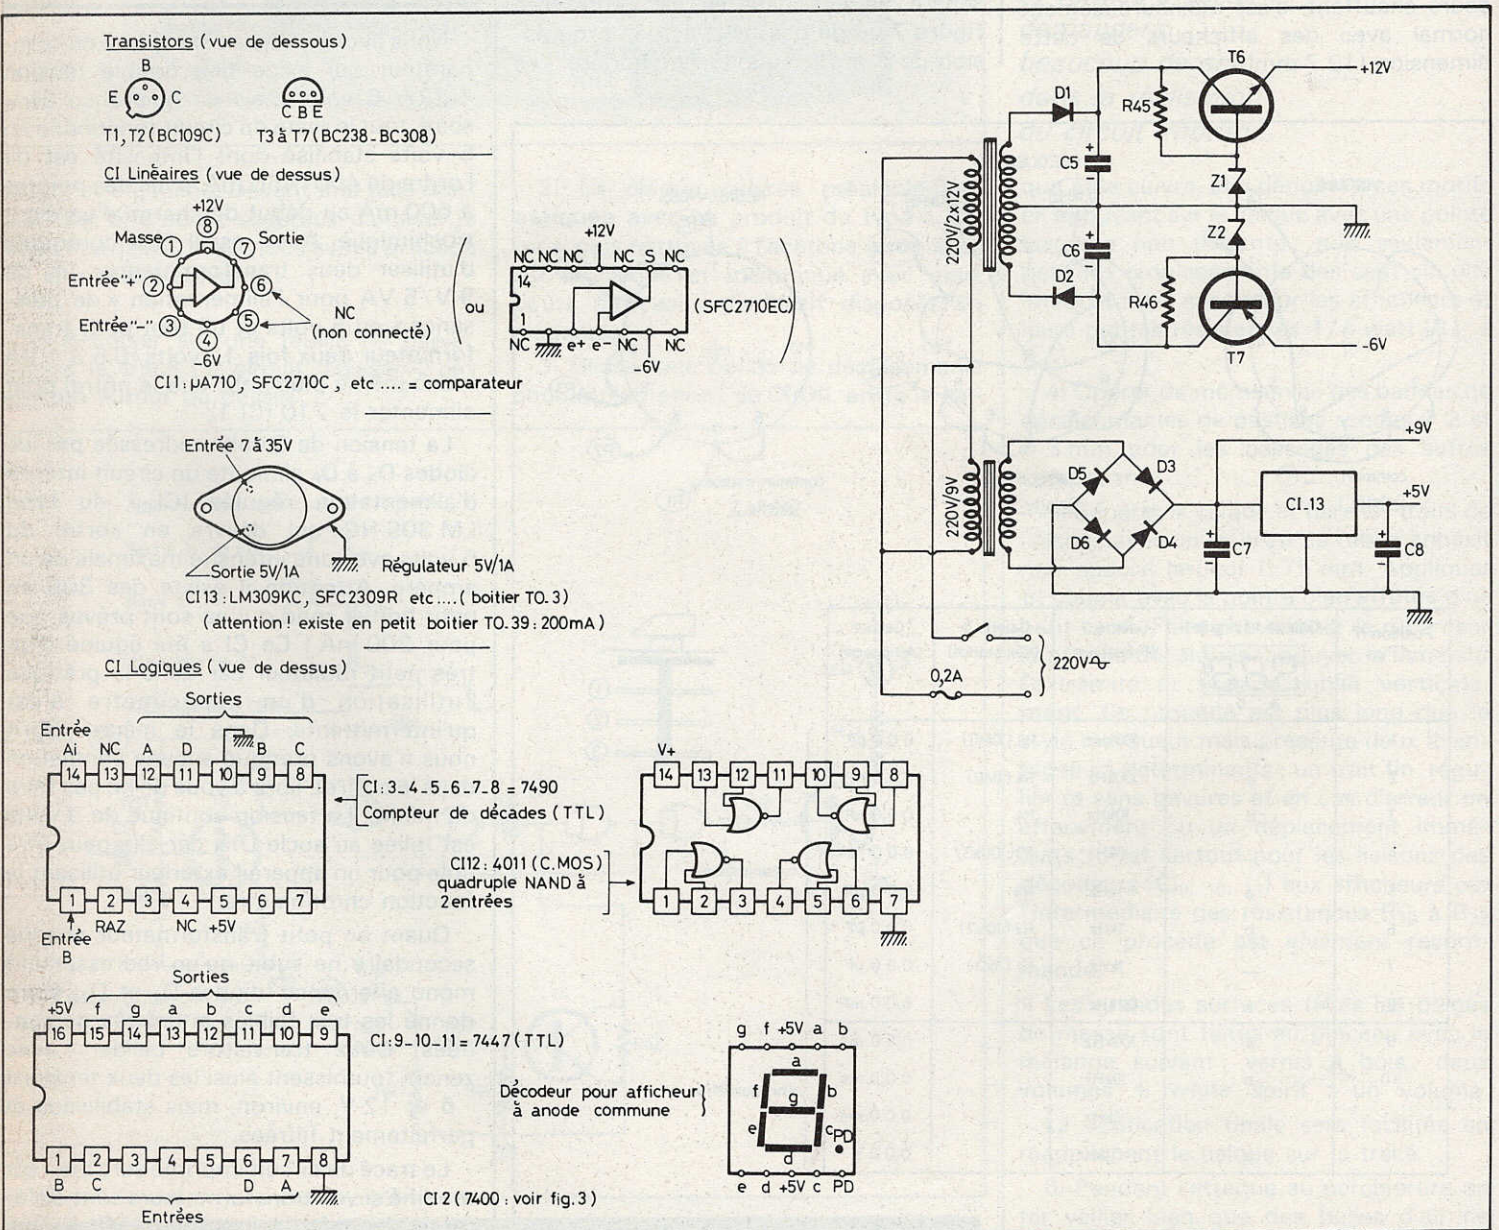 Transistors (vue de dessous)
B
E
C
C B E
T1, T2 (BC109C)
T3 à T7 (BC238-BC308)
CI Linéaires (vue de dessus)
+12V
8
Masse
1
7
Sortie
Entrée "+"
2
6
Entrée "–"
3
5
NC
(non connecté)
4
-6V
ou
+12V
NC NC NC NC S NC
14
1
NC e+ e- NC NC
-6V
(SFC2710EC)
CI1 : µA710, SFC2710C, etc .... = comparateur
Entrée 7 à 35V
Sortie 5V/1A
Régulateur 5V/1A
CI13 : LM309KC, SFC2309R etc....( boitier TO.3)
(attention ! existe en petit boitier TO.39 : 200mA)
CI Logiques (vue de dessus)
Sorties
Entrée
Ai NC A D B C
14 13 12 11 10 9 8
CI : 3_4_5_6_7_8 = 7490
Compteur de décades (TTL)
1 2 3 4 5 6 7
Entrée
B
RAZ
NC +5V
V+
14 13 12 11 10 9 8
CI12 : 4011 (C.MOS)
quadruple NAND à
2 entrées
1 2 3 4 5 6 7
Sorties
+5V f g a b c d e
16 15 14 13 12 11 10 9
CI : 9-10-11 = 7447 (TTL)
Décodeur pour afficheur
à anode commune
1 2 3 4 5 6 7 8
B C D A
Entrées
CI 2 (7400 : voir fig. 3)
g f +5V a b
a
f
b
g
e
c
PD
d
e d +5V c PD
T6
+12V
D1
R45
C5
+
Z1
220V/2x12V
Z2
C6
+
D2
R46
T7
-6V
220V/9V
D5
D3
D6
D4
+9V
CI_13
+5V
+
C7
-
+
C8
-
0,2A
220V